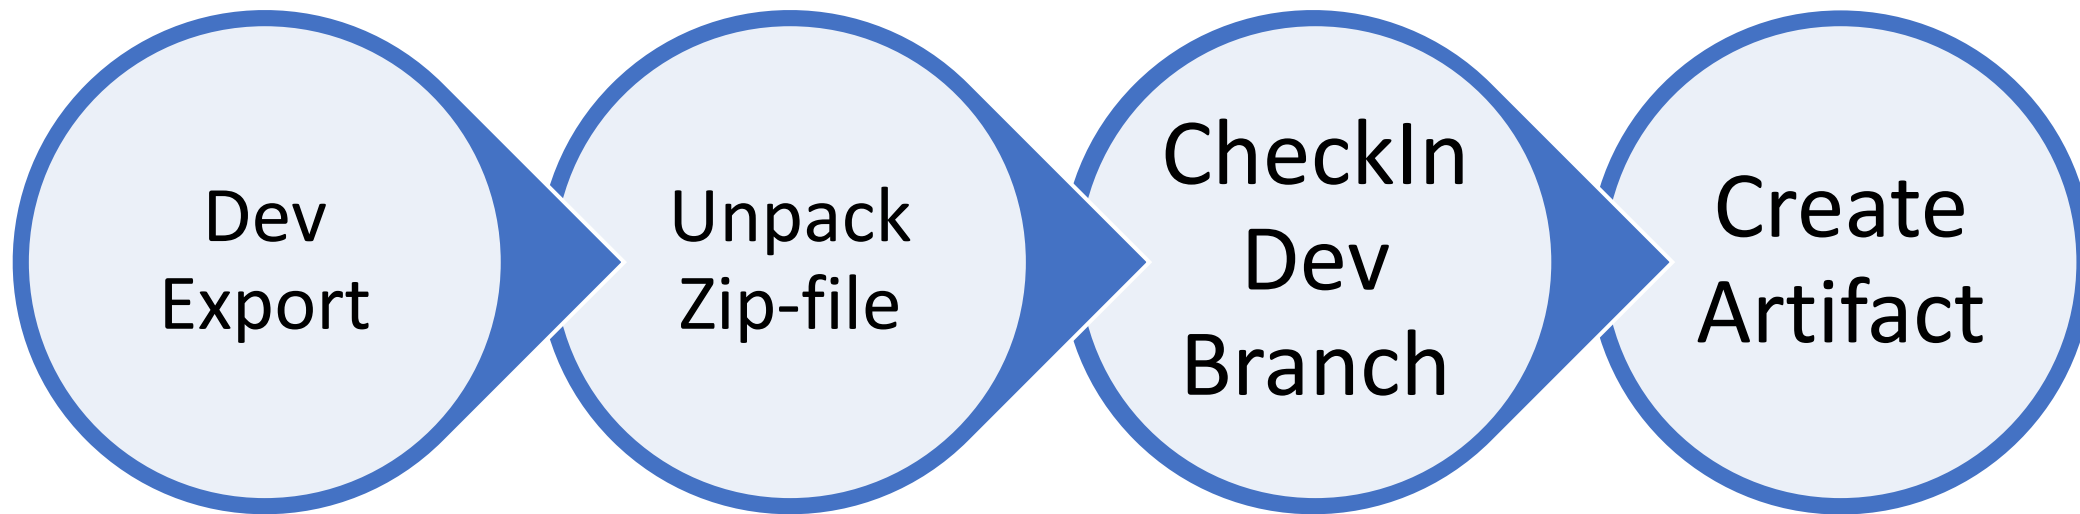 Dev
Export
Unpack
Zip-file
CheckIn
Dev
Branch
Create
Artifact